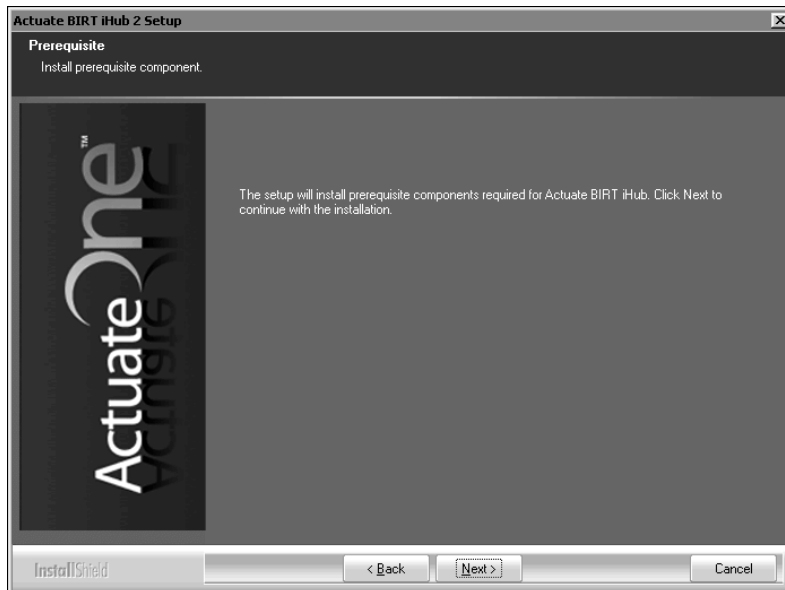 Actuate BIRT iHub 2 Setup
Prerequisite
Install prerequisite component.
ActuateOne™
The setup will install prerequisite components required for Actuate BIRT iHub. Click Next to
continue with the installation.
InstallShield
< Back
Next >
Cancel